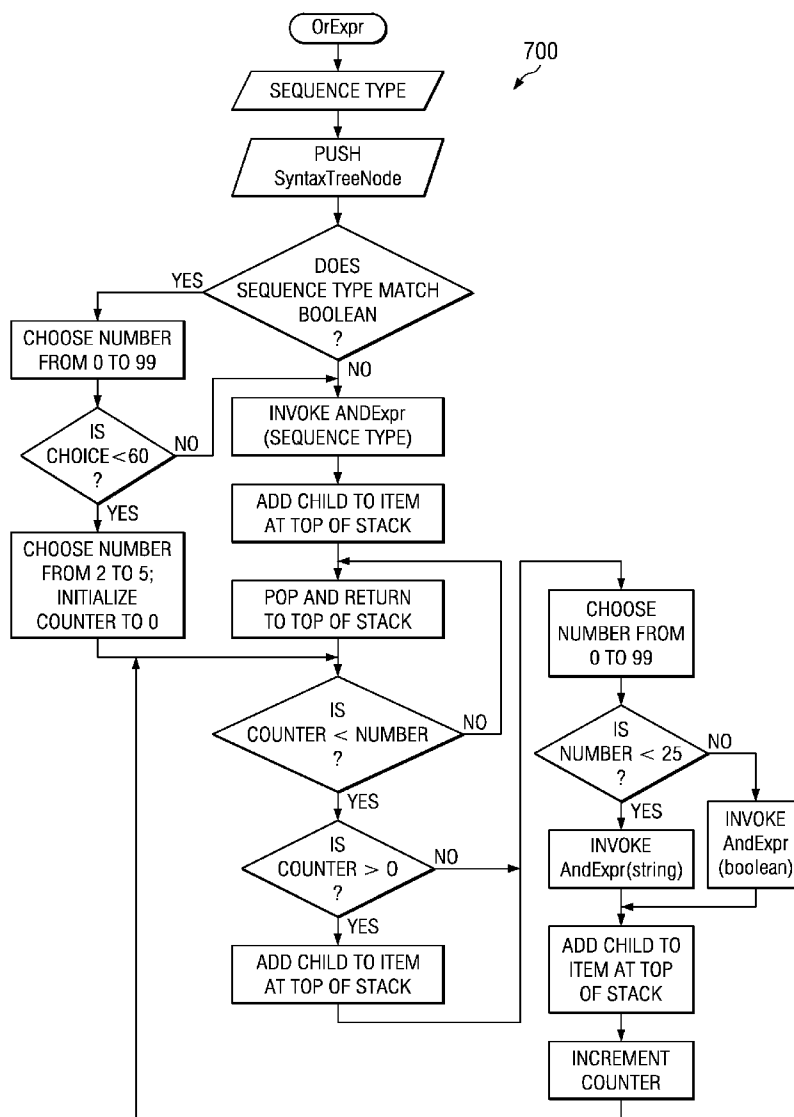 OrExpr
700
SEQUENCE TYPE
PUSH
SyntaxTreeNode
DOES
SEQUENCE TYPE MATCH
BOOLEAN
?
YES
NO
CHOOSE NUMBER
FROM 0 TO 99
IS
CHOICE<60
?
NO
YES
CHOOSE NUMBER
FROM 2 TO 5;
INITIALIZE
COUNTER TO 0
INVOKE ANDExpr
(SEQUENCE TYPE)
ADD CHILD TO ITEM
AT TOP OF STACK
POP AND RETURN
TO TOP OF STACK
IS
COUNTER < NUMBER
?
NO
YES
IS
COUNTER > 0
?
NO
YES
ADD CHILD TO ITEM
AT TOP OF STACK
CHOOSE
NUMBER FROM
0 TO 99
IS
NUMBER < 25
?
NO
YES
INVOKE
AndExpr(string)
INVOKE
AndExpr
(boolean)
ADD CHILD TO
ITEM AT TOP
OF STACK
INCREMENT
COUNTER